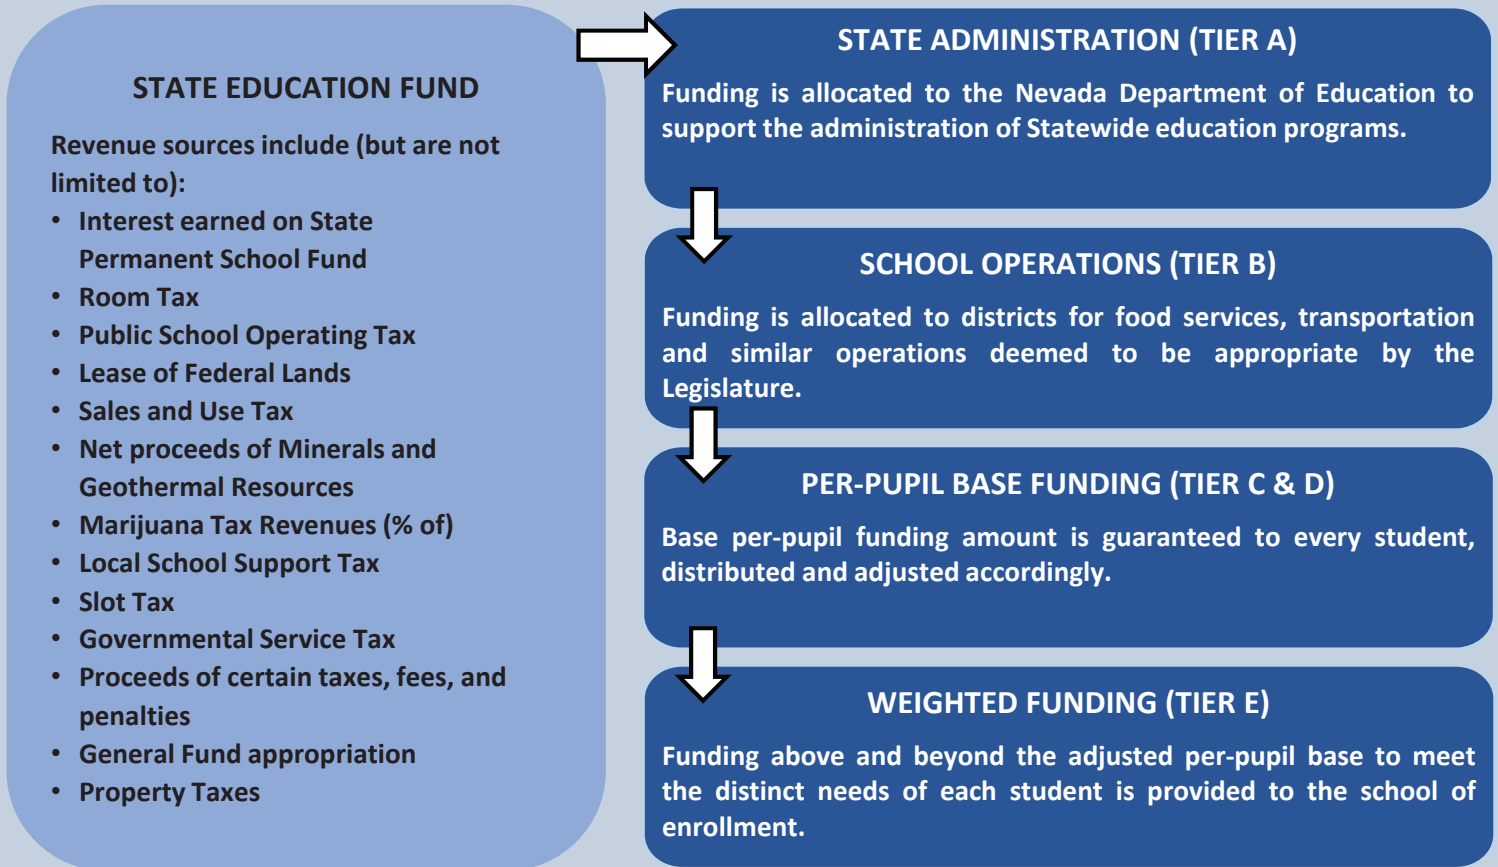 STATE EDUCATION FUND
Revenue sources include (but are not
limited to):
• Interest earned on State
Permanent School Fund
• Room Tax
• Public School Operating Tax
• Lease of Federal Lands
• Sales and Use Tax
• Net proceeds of Minerals and
Geothermal Resources
• Marijuana Tax Revenues (% of)
• Local School Support Tax
• Slot Tax
• Governmental Service Tax
• Proceeds of certain taxes, fees, and
penalties
• General Fund appropriation
• Property Taxes
STATE ADMINISTRATION (TIER A)
Funding is allocated to the Nevada Department of Education to
support the administration of Statewide education programs.
SCHOOL OPERATIONS (TIER B)
Funding is allocated to districts for food services, transportation
and similar operations deemed to be appropriate by the
Legislature.
PER-PUPIL BASE FUNDING (TIER C & D)
Base per-pupil funding amount is guaranteed to every student,
distributed and adjusted accordingly.
WEIGHTED FUNDING (TIER E)
Funding above and beyond the adjusted per-pupil base to meet
the distinct needs of each student is provided to the school of
enrollment.